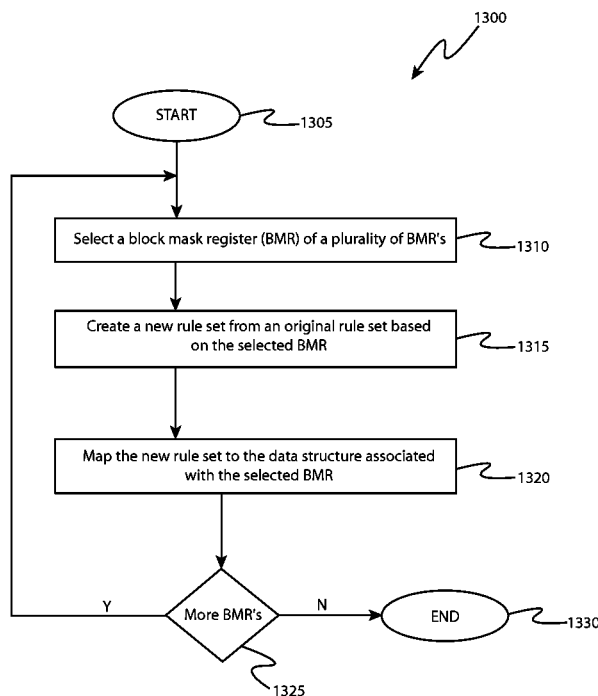 1300
START
1305
Select a block mask register (BMR) of a plurality of BMR's
1310
Create a new rule set from an original rule set based
on the selected BMR
1315
Map the new rule set to the data structure associated
with the selected BMR
1320
Y
More BMR's
N
END
1330
1325